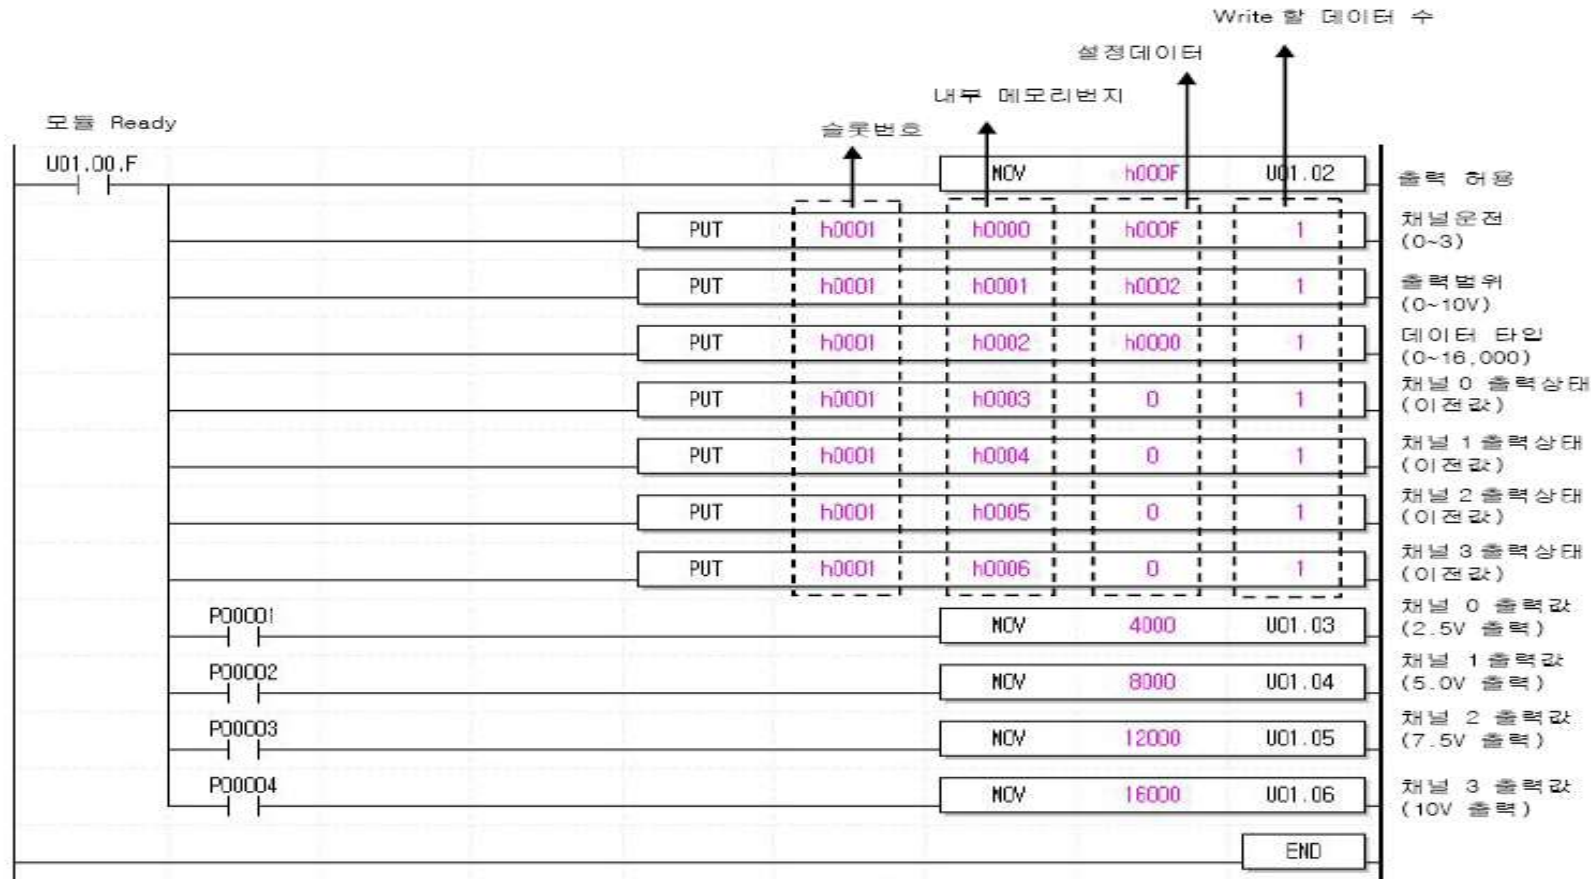 Write 할 데이터 수
설정데이터
내부 메모리번지
슬롯번호
모듈 Ready
U01.00.F
MOV h000F U01.02
출력 허용
PUT h0001 h0000 h000F 1
채널운전
(0~3)
PUT h0001 h0001 h0002 1
출력범위
(0~10V)
PUT h0001 h0002 h0000 1
데이터 타입
(0~16,000)
PUT h0001 h0003 0 1
채널 0 출력상태
(이전값)
PUT h0001 h0004 0 1
채널 1 출력상태
(이전값)
PUT h0001 h0005 0 1
채널 2 출력상태
(이전값)
PUT h0001 h0006 0 1
채널 3 출력상태
(이전값)
P00001
MOV 4000 U01.03
채널 0 출력값
(2.5V 출력)
P00002
MOV 8000 U01.04
채널 1 출력값
(5.0V 출력)
P00003
MOV 12000 U01.05
채널 2 출력값
(7.5V 출력)
P00004
MOV 16000 U01.06
채널 3 출력값
(10V 출력)
END